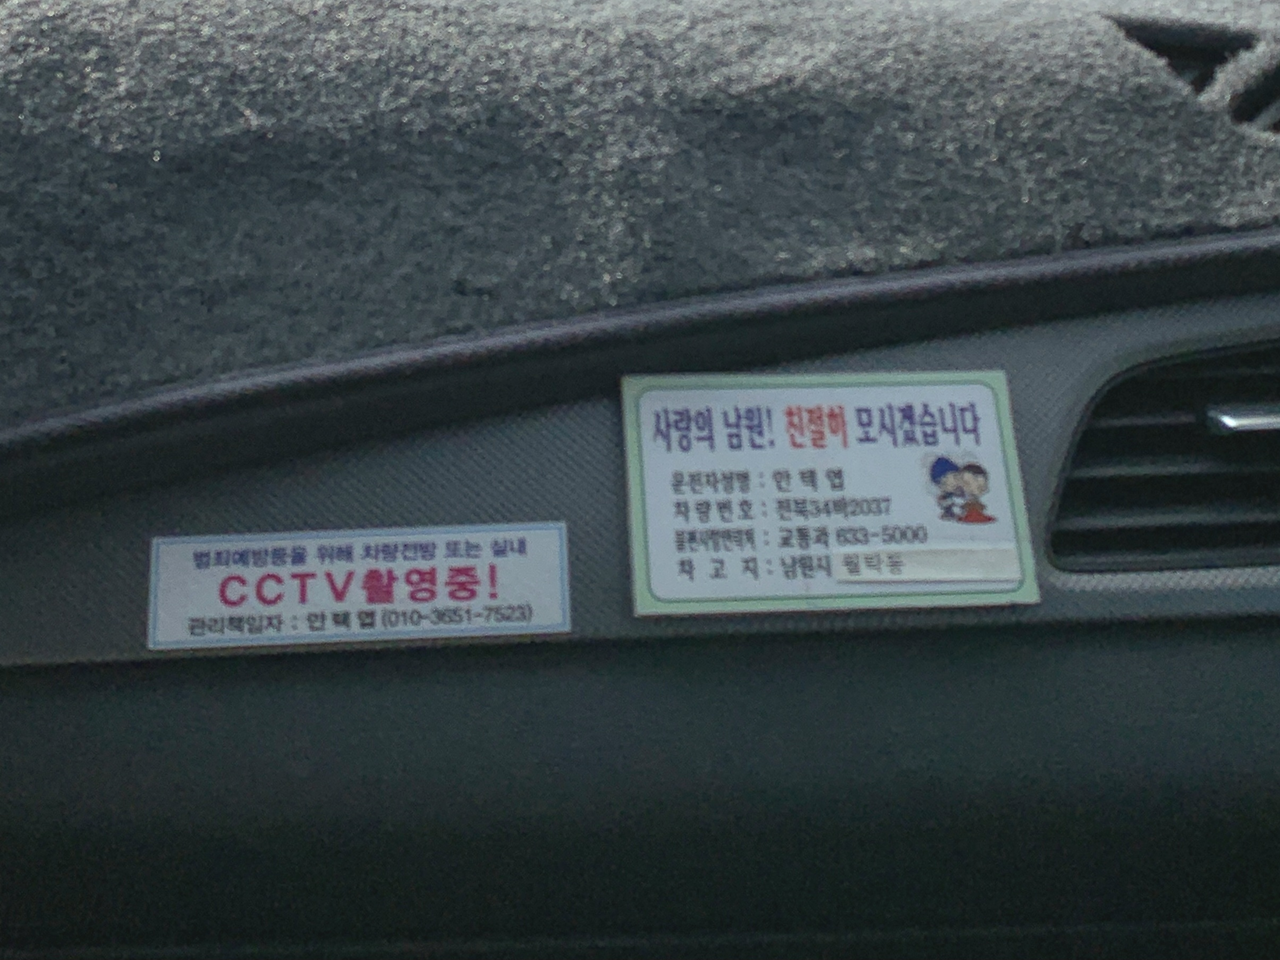 범죄예방등을 위해 차량전방 또는 실내
CCTV촬영중!
관리책임자 : 안 택 엽 (010-3651-7523)
사랑의 남원! 친절히 모시겠습니다
운전자성명 : 안 택 엽
차 량 번 호 : 전북34바2037
불편사항연락처 : 교통과 633-5000
차 고 지 : 남원시 월락동